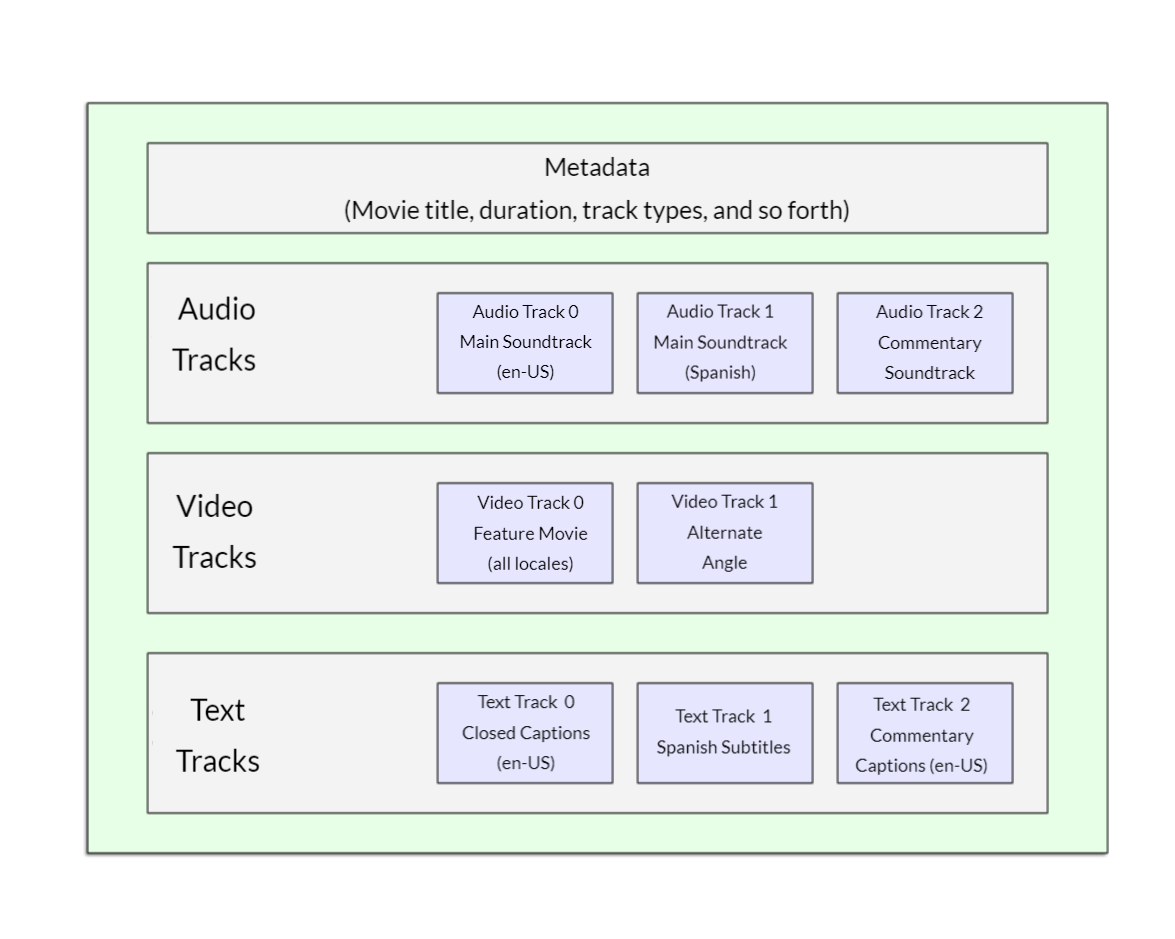 Metadata
(Movie title, duration, track types, and so forth)
Audio
Tracks
Audio Track 0
Main Soundtrack
(en-US)
Audio Track 1
Main Soundtrack
(Spanish)
Audio Track 2
Commentary
Soundtrack
Video
Tracks
Video Track 0
Feature Movie
(all locales)
Video Track 1
Alternate
Angle
Text
Tracks
Text Track 0
Closed Captions
(en-US)
Text Track 1
Spanish Subtitles
Text Track 2
Commentary
Captions (en-US)